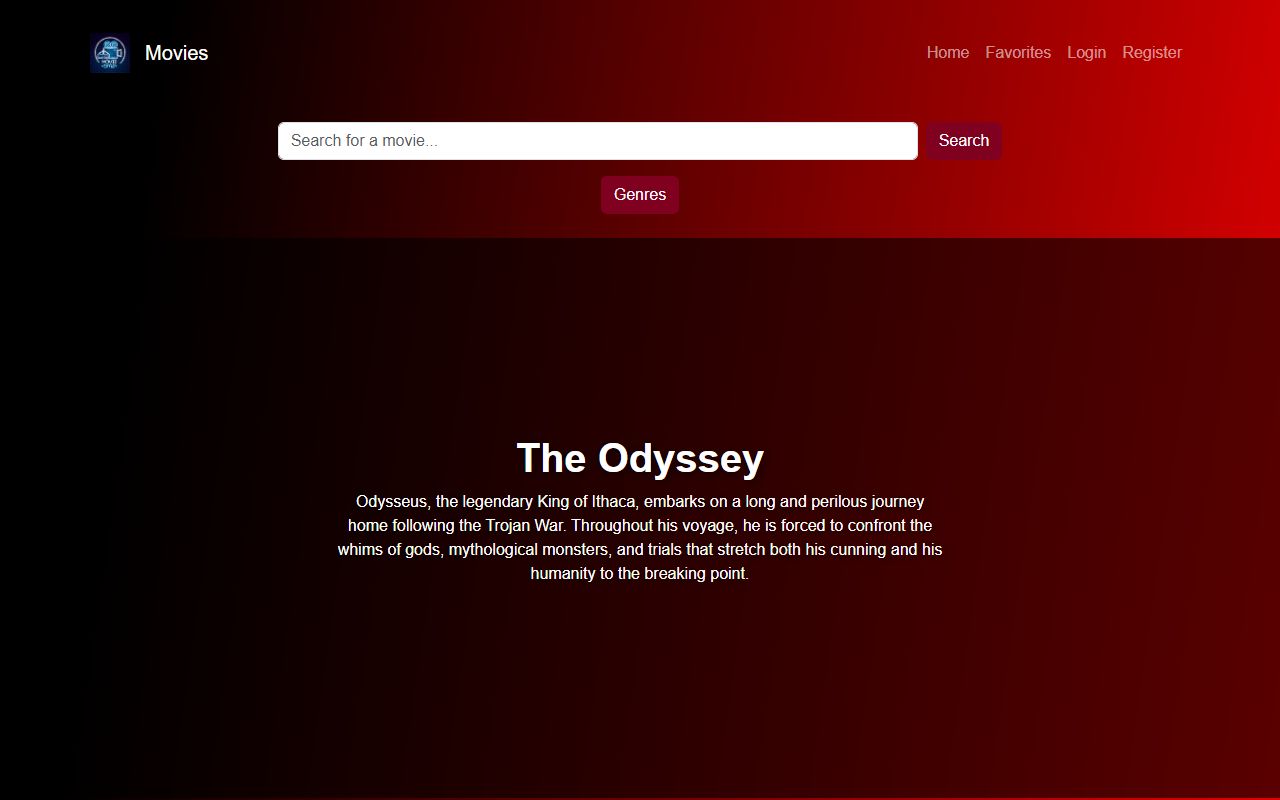 Movies
Home
Favorites
Login
Register
Search for a movie...
Search
Genres
The Odyssey
Odysseus, the legendary King of Ithaca, embarks on a long and perilous journey
home following the Trojan War. Throughout his voyage, he is forced to confront the
whims of gods, mythological monsters, and trials that stretch both his cunning and his
humanity to the breaking point.